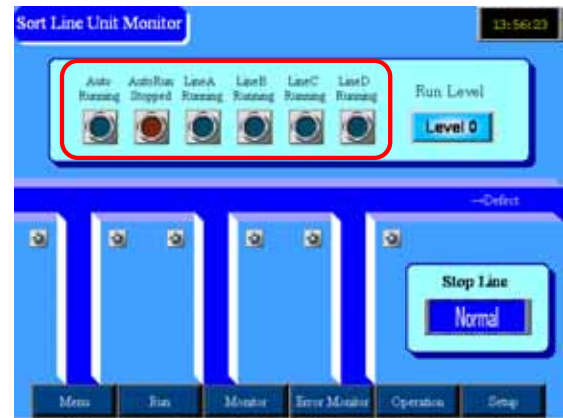 Sort Line Unit Monitor
13:56:23
Auto Running
AutoRun Stopped
LineA Running
LineB Running
LineC Running
LineD Running
Run Level
Level 0
→Defect
Stop Line
Normal
Menu
Run
Monitor
Error Monitor
Operation
Setup